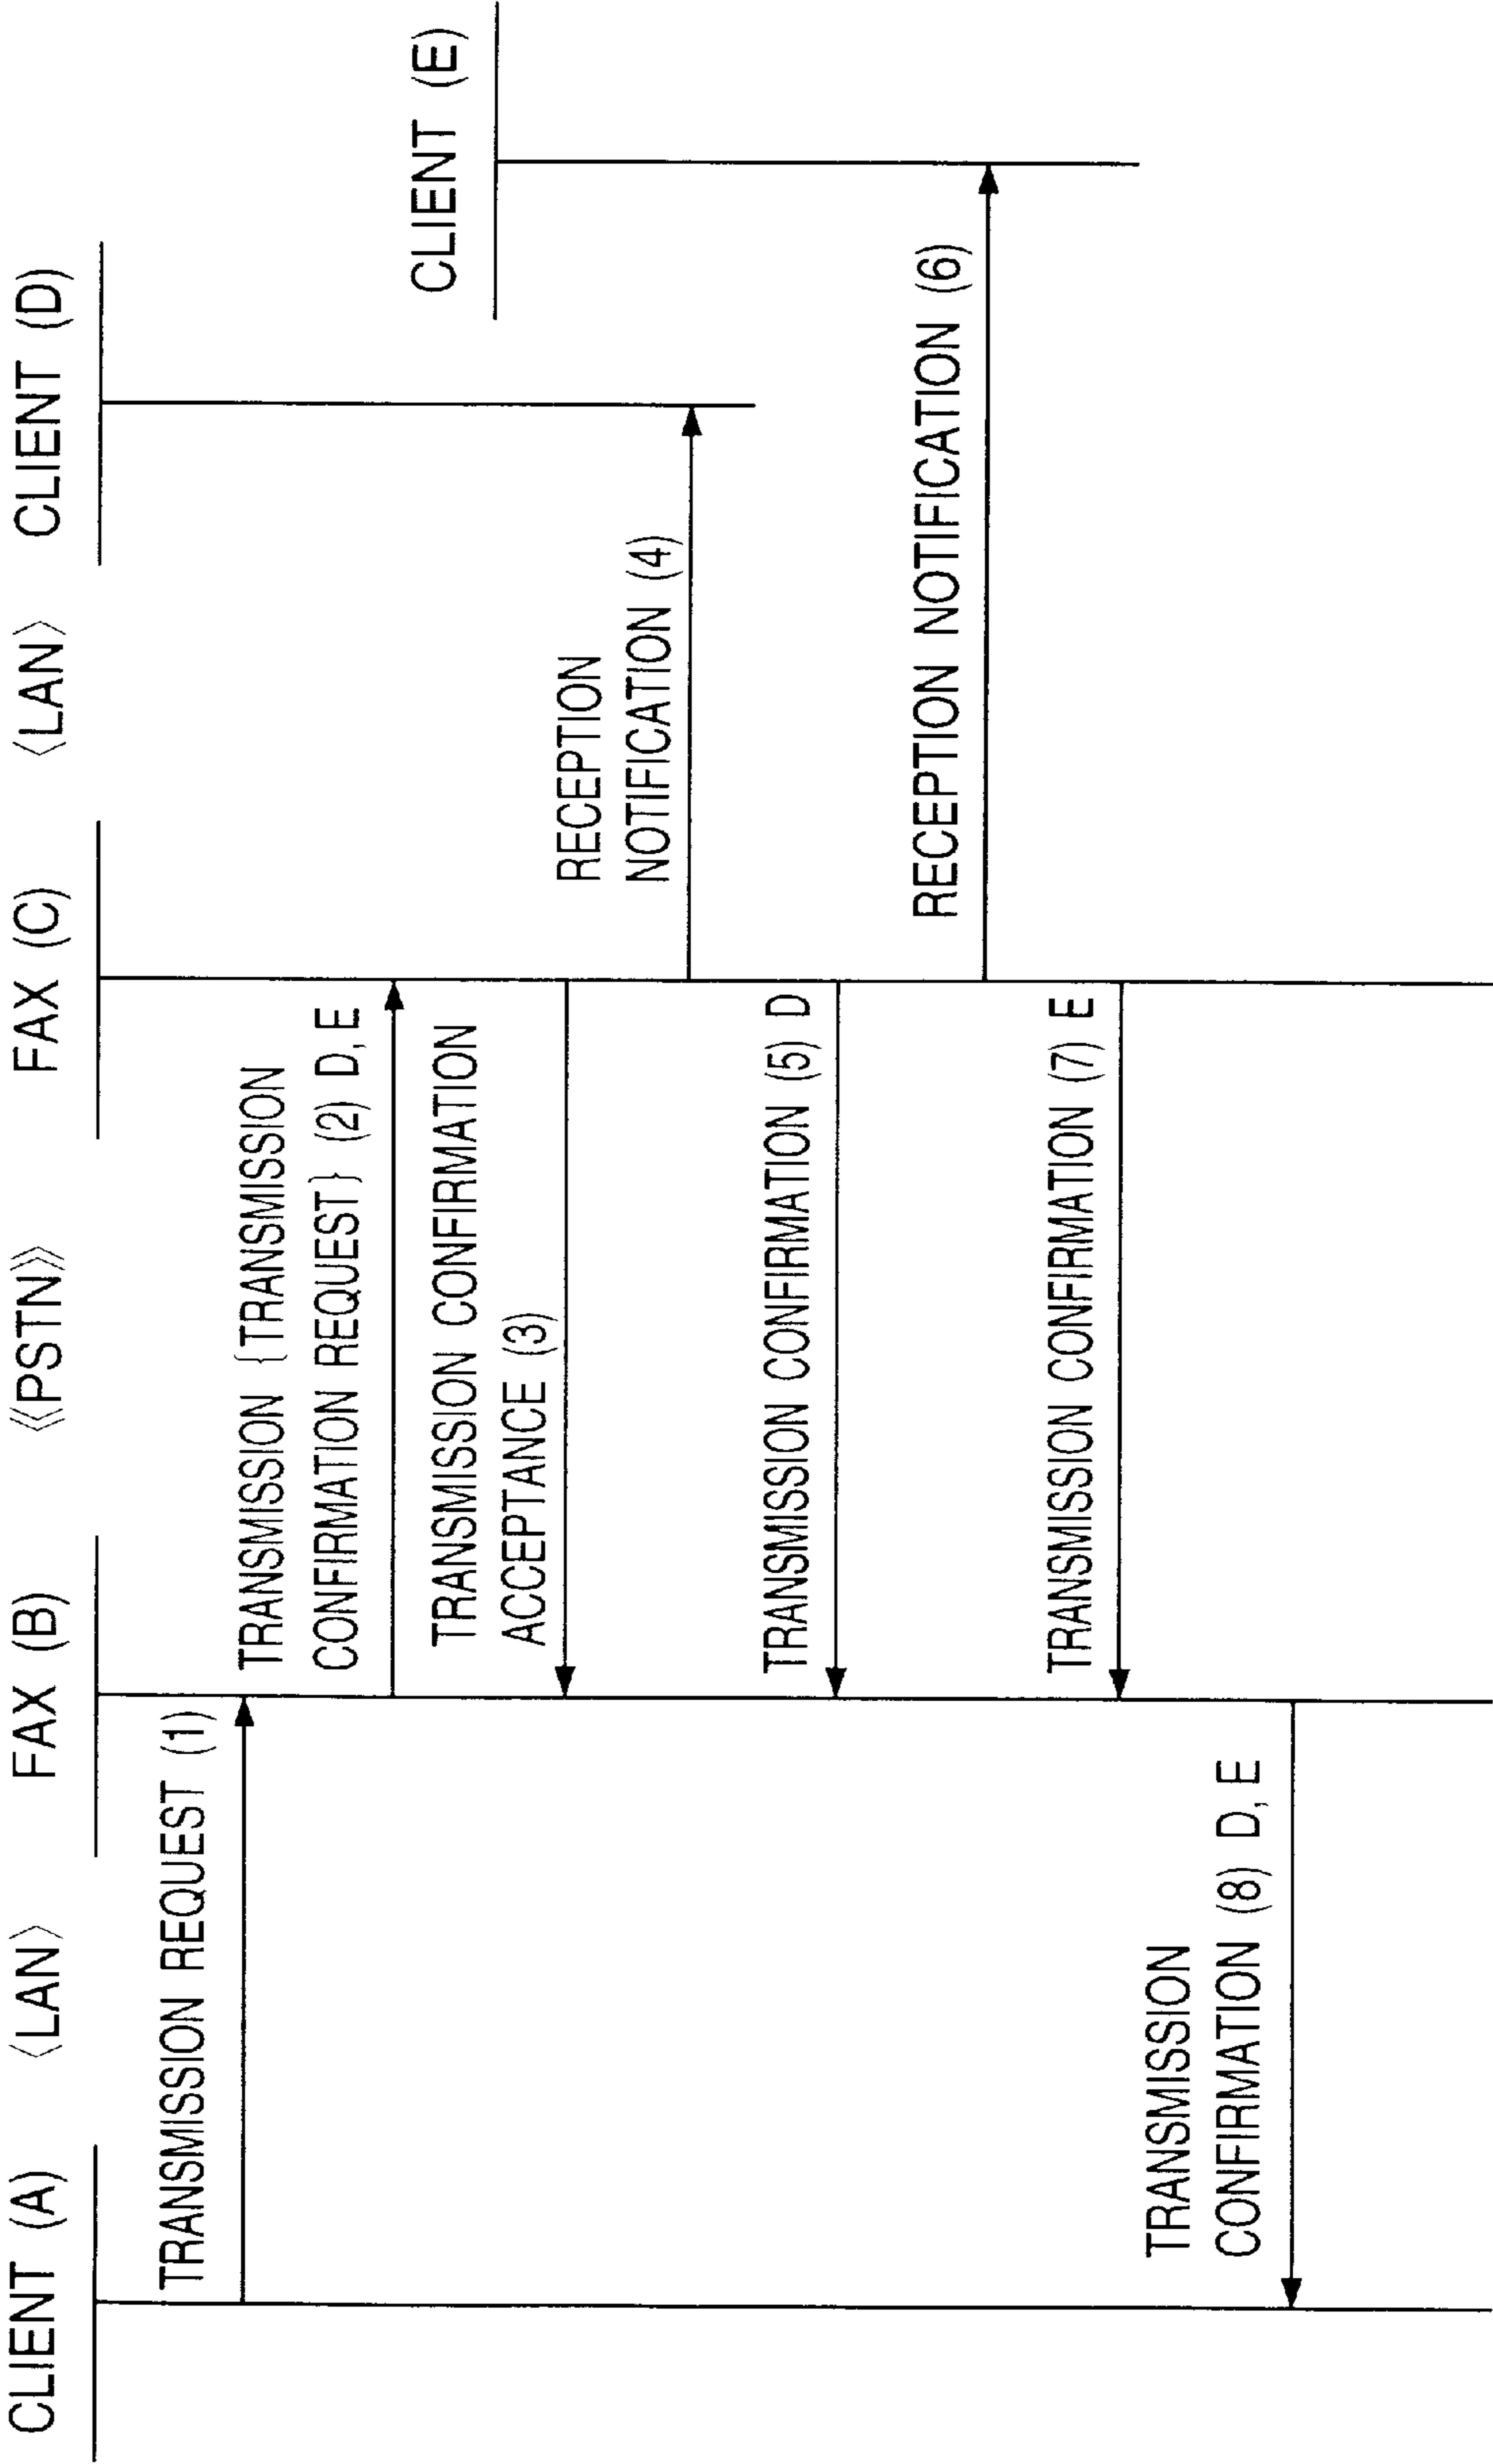 CLIENT (A) 〈LAN〉 FAX (B) 《PSTN》 FAX (C) 〈LAN〉 CLIENT (D)
CLIENT (E)
TRANSMISSION REQUEST (1)
TRANSMISSION {TRANSMISSION
CONFIRMATION REQUEST} (2) D, E
TRANSMISSION CONFIRMATION
ACCEPTANCE (3)
RECEPTION
NOTIFICATION (4)
TRANSMISSION CONFIRMATION (5) D
RECEPTION NOTIFICATION (6)
TRANSMISSION CONFIRMATION (7) E
TRANSMISSION
CONFIRMATION (8) D, E